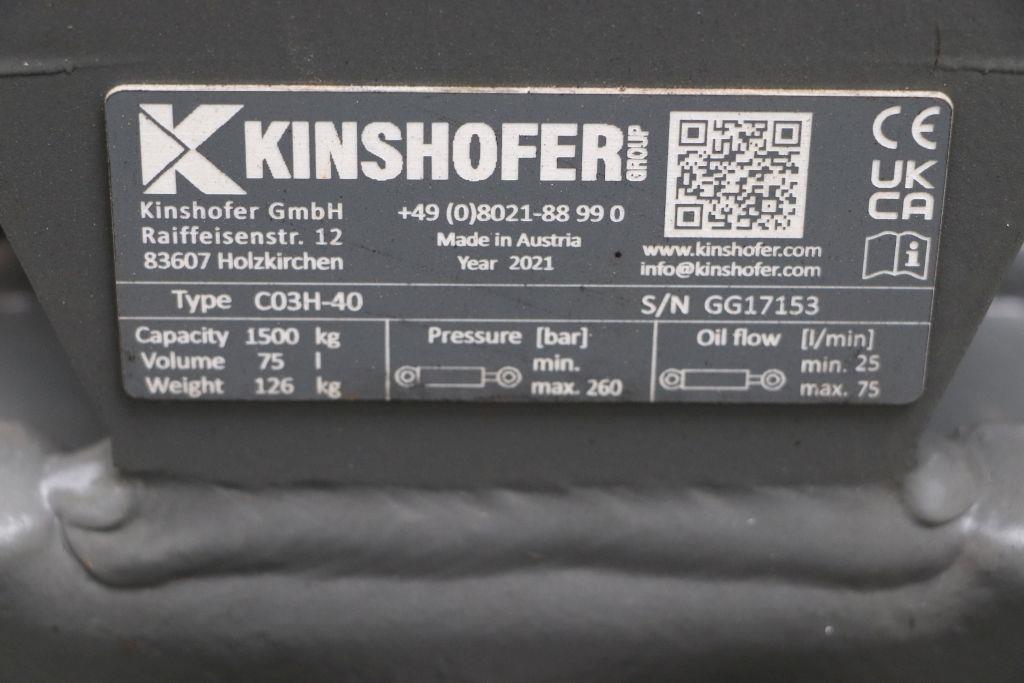 KINSHOFER GROUP
Kinshofer GmbH
Raiffeisenstr. 12
83607 Holzkirchen
+49 (0)8021-88 99 0
Made in Austria
Year 2021
www.kinshofer.com
info@kinshofer.com
CE
UK
CA
i
Type C03H-40
S/N GG17153
Capacity 1500 kg
Volume 75 l
Weight 126 kg
Pressure [bar]
min.
max. 260
Oil flow [l/min]
min. 25
max. 75